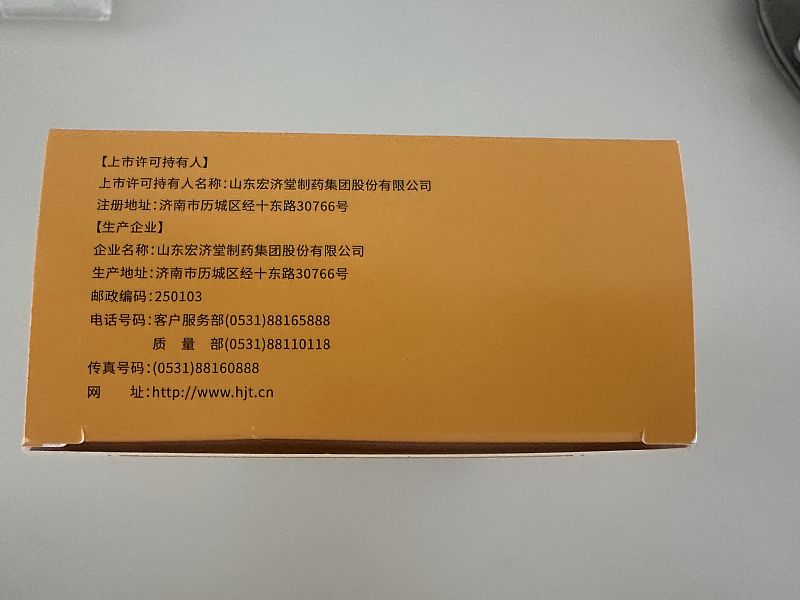 【上市许可持有人】
上市许可持有人名称:山东宏济堂制药集团股份有限公司
注册地址:济南市历城区经十东路30766号
【生产企业】
企业名称:山东宏济堂制药集团股份有限公司
生产地址:济南市历城区经十东路30766号
邮政编码:250103
电话号码:客户服务部(0531)88165888
质 量 部(0531)88110118
传真号码:(0531)88160888
网 址:http://www.hjt.cn